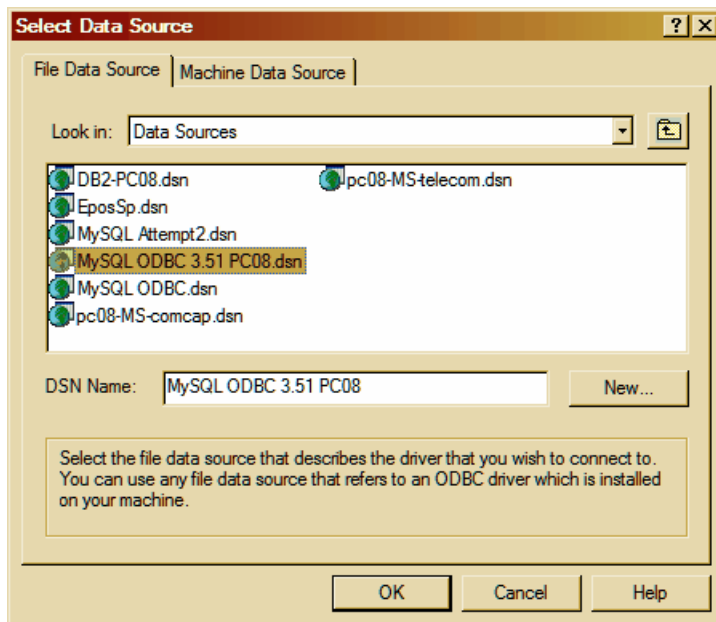 Select Data Source
File Data Source
Machine Data Source
Look in:
Data Sources
DB2-PC08.dsn
EposSp.dsn
MySQL Attempt2.dsn
MySQL ODBC 3.51 PC08.dsn
MySQL ODBC.dsn
pc08-MS-comcap.dsn
pc08-MS-telecom.dsn
DSN Name:
MySQL ODBC 3.51 PC08
New...
Select the file data source that describes the driver that you wish to connect to.
You can use any file data source that refers to an ODBC driver which is installed
on your machine.
OK
Cancel
Help